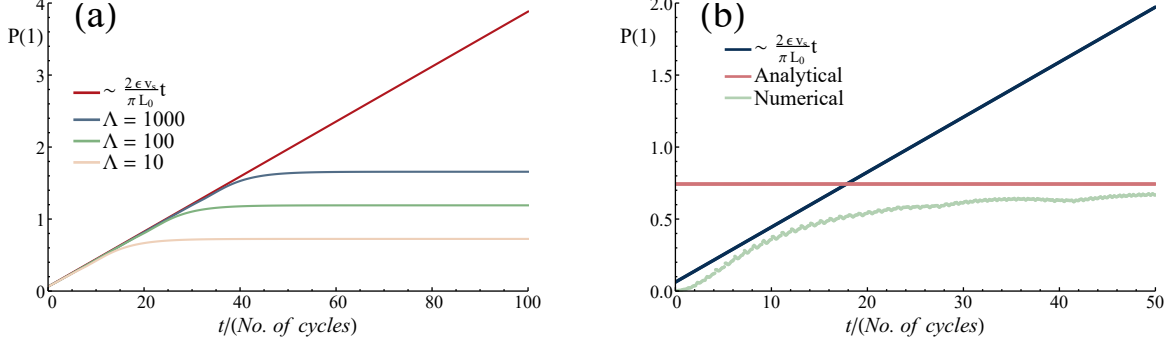 (a)
P(1)
4
3
2
1
0
∼ 2 ϵ v_s / π L_0 t
Λ = 1000
Λ = 100
Λ = 10
0 20 40 60 80 100
t/(No. of cycles)
(b)
P(1)
2.0
1.5
1.0
0.5
0.0
∼ 2 ϵ v_s / π L_0 t
Analytical
Numerical
0 10 20 30 40 50
t/(No. of cycles)